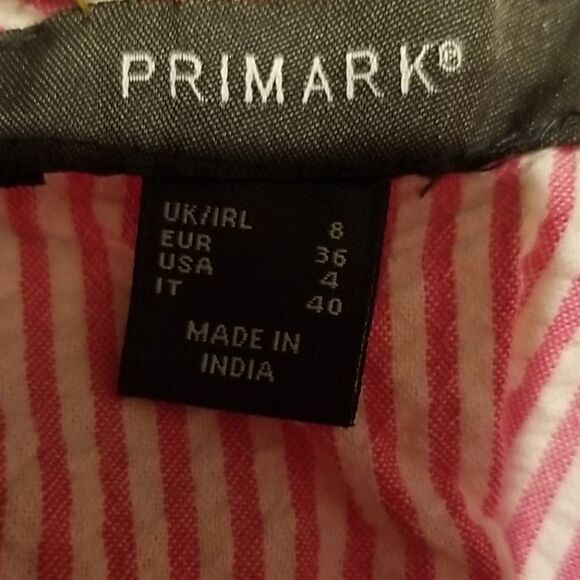 PRIMARK®
UK/IRL 8
EUR 36
USA 4
IT 40
MADE IN
INDIA